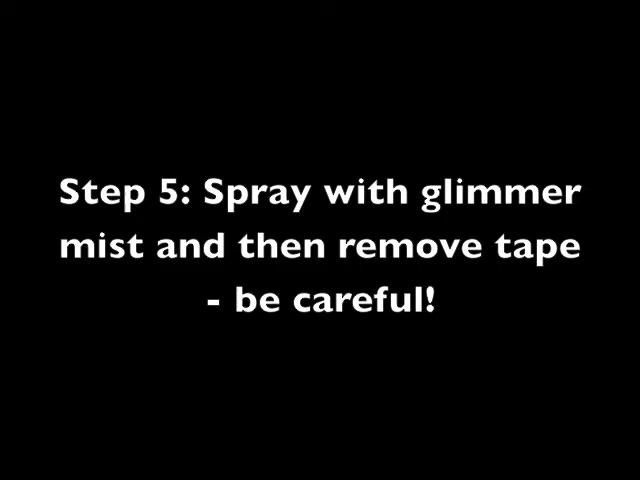 Step 5: Spray with glimmer
mist and then remove tape
- be careful!